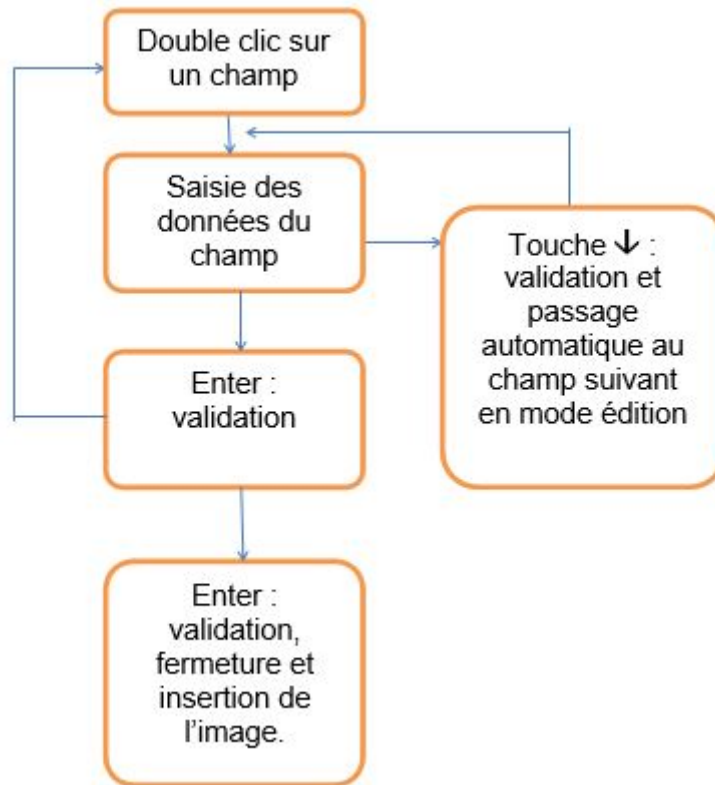 Double clic sur
un champ
Saisie des
données du
champ
Touche ↓ :
validation et
passage
automatique au
champ suivant
en mode édition
Enter :
validation
Enter :
validation,
fermeture et
insertion de
l'image.